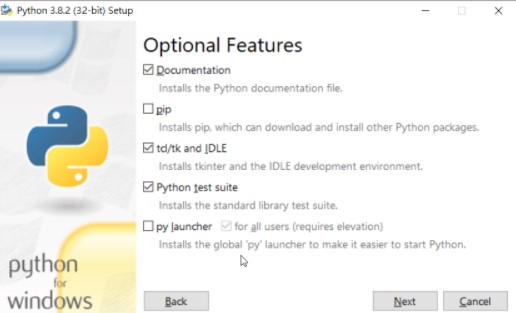 Python 3.8.2 (32-bit) Setup
Optional Features
Documentation
Installs the Python documentation file.
pip
Installs pip, which can download and install other Python packages.
tcl/tk and IDLE
Installs tkinter and the IDLE development environment.
Python test suite
Installs the standard library test suite.
py launcher for all users (requires elevation)
Installs the global 'py' launcher to make it easier to start Python.
python
for
windows
Back Next Cancel